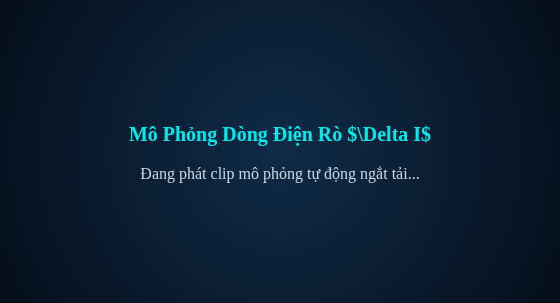 Mô Phỏng Dòng Điện Rò $\Delta I$
Đang phát clip mô phỏng tự động ngắt tải...